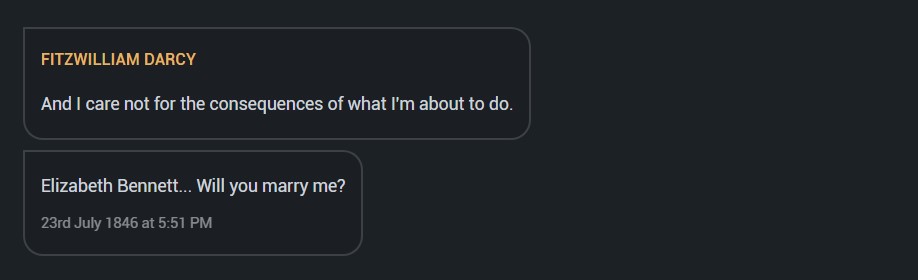 FITZWILLIAM DARCY
And I care not for the consequences of what I'm about to do.
Elizabeth Bennett... Will you marry me?
23rd July 1846 at 5:51 PM